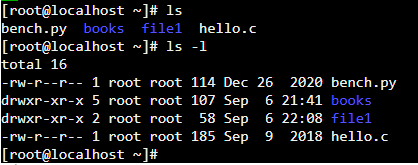 [root@localhost ~]# ls
bench.py  books  file1  hello.c
[root@localhost ~]# ls -l
total 16
-rw-r--r-- 1 root root 114 Dec 26  2020 bench.py
drwxr-xr-x 5 root root 107 Sep  6 21:41 books
drwxr-xr-x 2 root root  58 Sep  6 22:08 file1
-rw-r--r-- 1 root root 185 Sep  9  2018 hello.c
[root@localhost ~]#